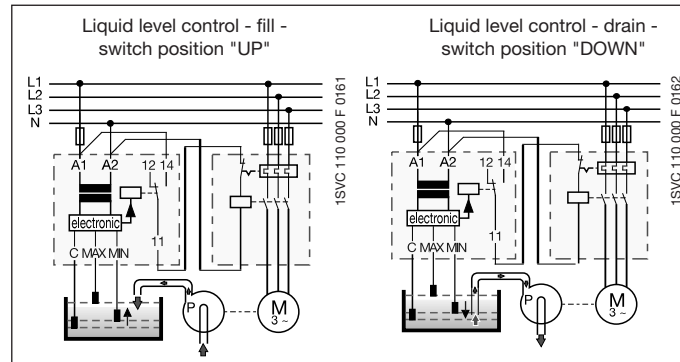 Liquid level control - fill -
switch position "UP"
L1
L2
L3
N
A1 A2 12 14
electronic
11
C MAX MIN
P
M
3 ~
1SVC 110 000 F 0161
Liquid level control - drain -
switch position "DOWN"
L1
L2
L3
N
A1 A2 12 14
electronic
11
C MAX MIN
P
M
3 ~
1SVC 110 000 F 0162